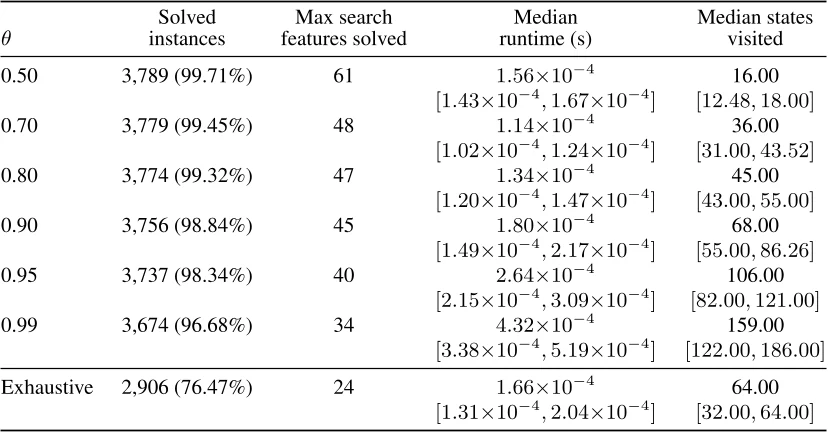 θ Solved instances Max search features solved Median runtime (s) Median states visited
0.50 3,789 (99.71%) 61 1.56×10⁻⁴ 16.00
[1.43×10⁻⁴, 1.67×10⁻⁴] [12.48, 18.00]
0.70 3,779 (99.45%) 48 1.14×10⁻⁴ 36.00
[1.02×10⁻⁴, 1.24×10⁻⁴] [31.00, 43.52]
0.80 3,774 (99.32%) 47 1.34×10⁻⁴ 45.00
[1.20×10⁻⁴, 1.47×10⁻⁴] [43.00, 55.00]
0.90 3,756 (98.84%) 45 1.80×10⁻⁴ 68.00
[1.49×10⁻⁴, 2.17×10⁻⁴] [55.00, 86.26]
0.95 3,737 (98.34%) 40 2.64×10⁻⁴ 106.00
[2.15×10⁻⁴, 3.09×10⁻⁴] [82.00, 121.00]
0.99 3,674 (96.68%) 34 4.32×10⁻⁴ 159.00
[3.38×10⁻⁴, 5.19×10⁻⁴] [122.00, 186.00]
Exhaustive 2,906 (76.47%) 24 1.66×10⁻⁴ 64.00
[1.31×10⁻⁴, 2.04×10⁻⁴] [32.00, 64.00]